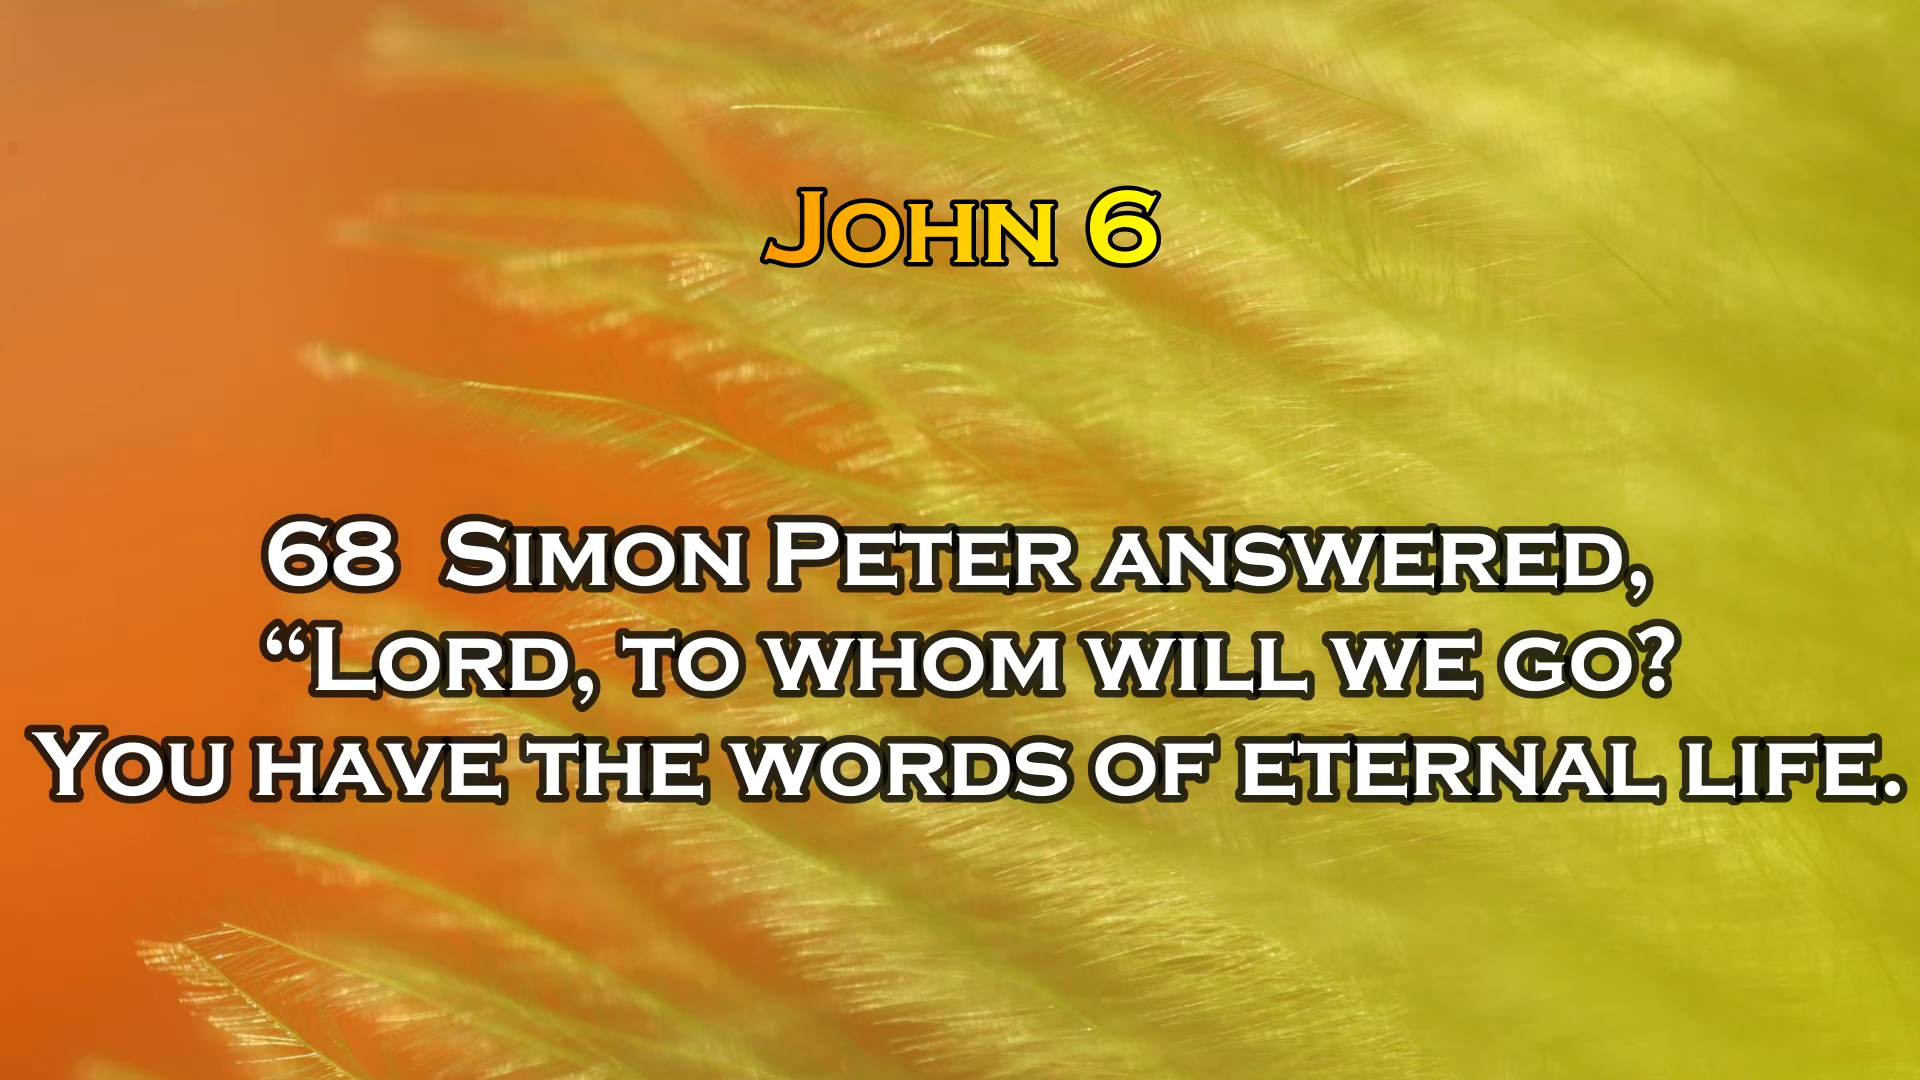 John 6
68 Simon Peter answered,
“Lord, to whom will we go?
You have the words of eternal life.